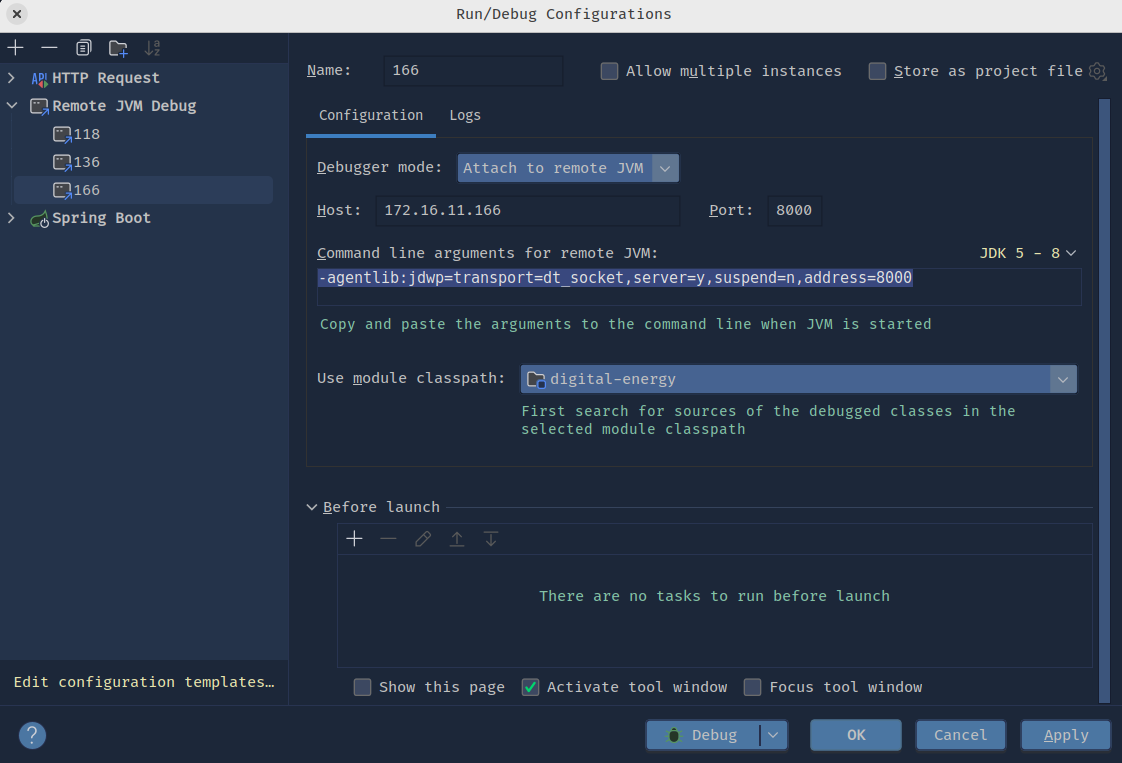 Run/Debug Configurations
API HTTP Request
Remote JVM Debug
118
136
166
Spring Boot
Edit configuration templates…
Name: 166
Allow multiple instances
Store as project file
Configuration
Logs
Debugger mode: Attach to remote JVM
Host: 172.16.11.166
Port: 8000
Command line arguments for remote JVM:
JDK 5 - 8
-agentlib:jdwp=transport=dt_socket,server=y,suspend=n,address=8000
Copy and paste the arguments to the command line when JVM is started
Use module classpath: digital-energy
First search for sources of the debugged classes in the
selected module classpath
Before launch
There are no tasks to run before launch
Show this page
Activate tool window
Focus tool window
?
Debug
OK
Cancel
Apply